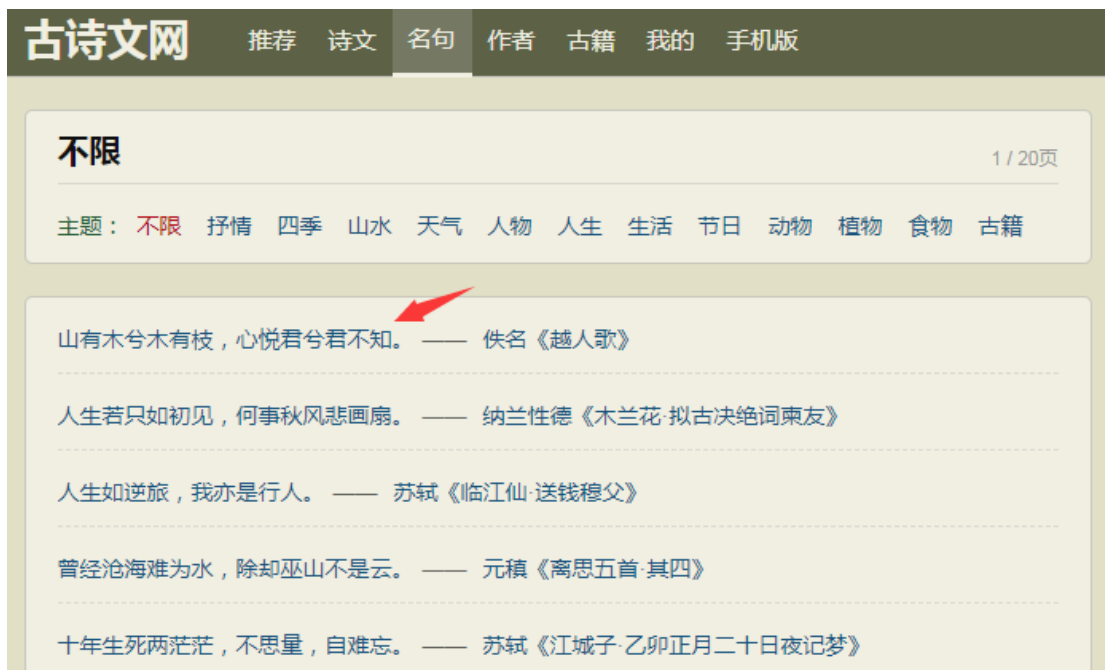 古诗文网 推荐 诗文 名句 作者 古籍 我的 手机版
不限 1 / 20页
主题： 不限 抒情 四季 山水 天气 人物 人生 生活 节日 动物 植物 食物 古籍
山有木兮木有枝，心悦君兮君不知。 —— 佚名《越人歌》
人生若只如初见，何事秋风悲画扇。 —— 纳兰性德《木兰花·拟古决绝词柬友》
人生如逆旅，我亦是行人。 —— 苏轼《临江仙·送钱穆父》
曾经沧海难为水，除却巫山不是云。 —— 元稹《离思五首·其四》
十年生死两茫茫，不思量，自难忘。 —— 苏轼《江城子·乙卯正月二十日夜记梦》